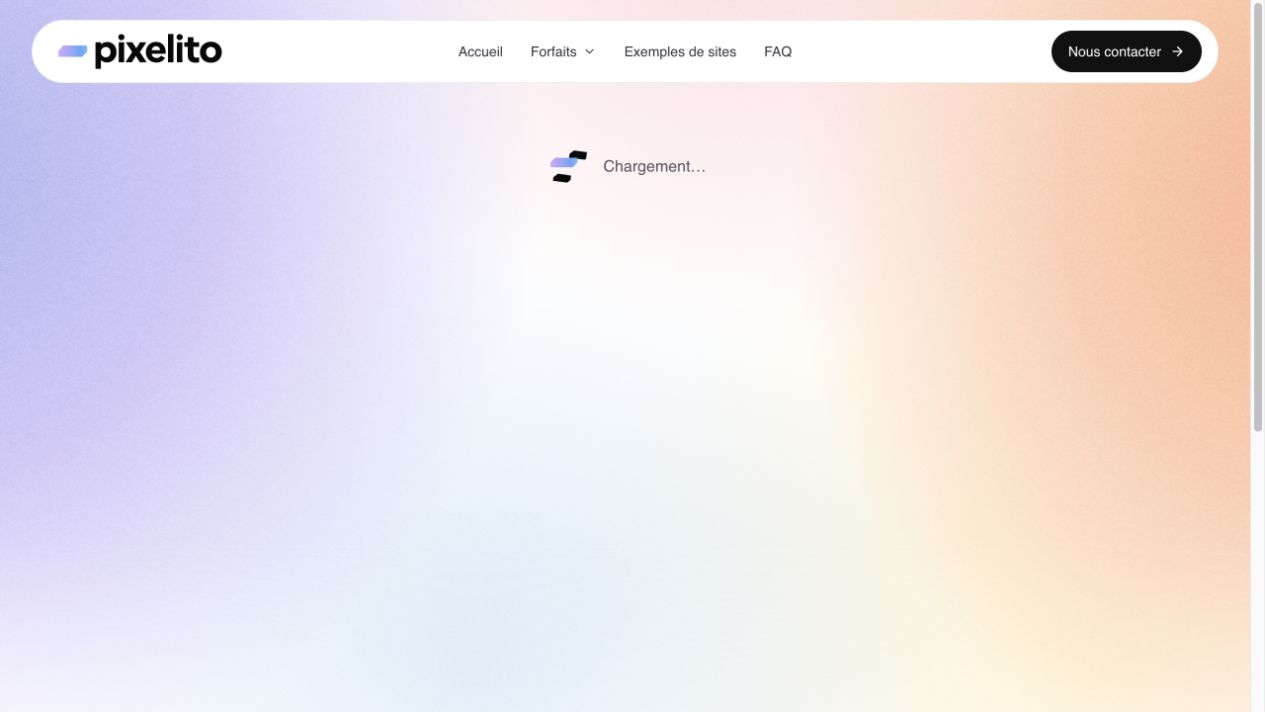 pixelito
Accueil
Forfaits
Exemples de sites
FAQ
Nous contacter
Chargement...